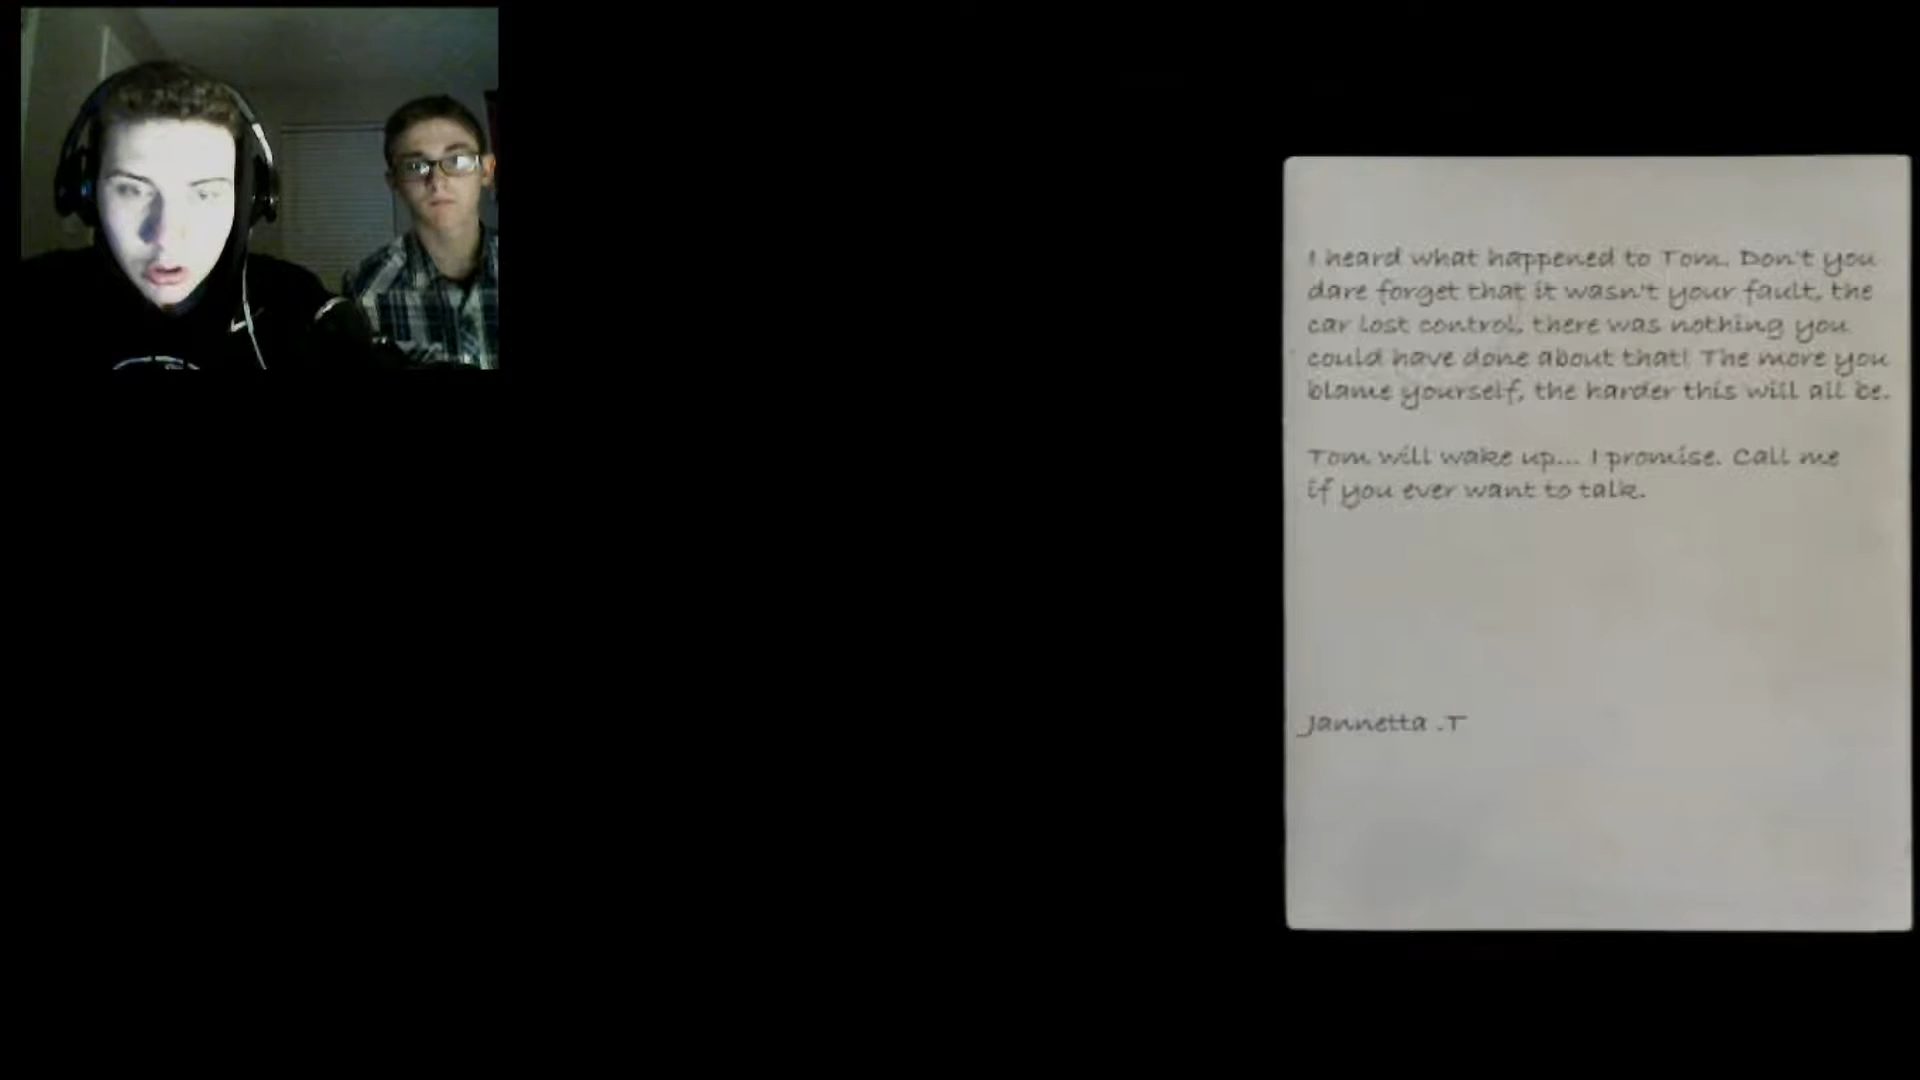 I heard what happened to Tom. Don't you
dare forget that it wasn't your fault, the
car lost control, there was nothing you
could have done about that! The more you
blame yourself, the harder this will all be.
Tom will wake up... I promise. Call me
if you ever want to talk.
Jannetta .T